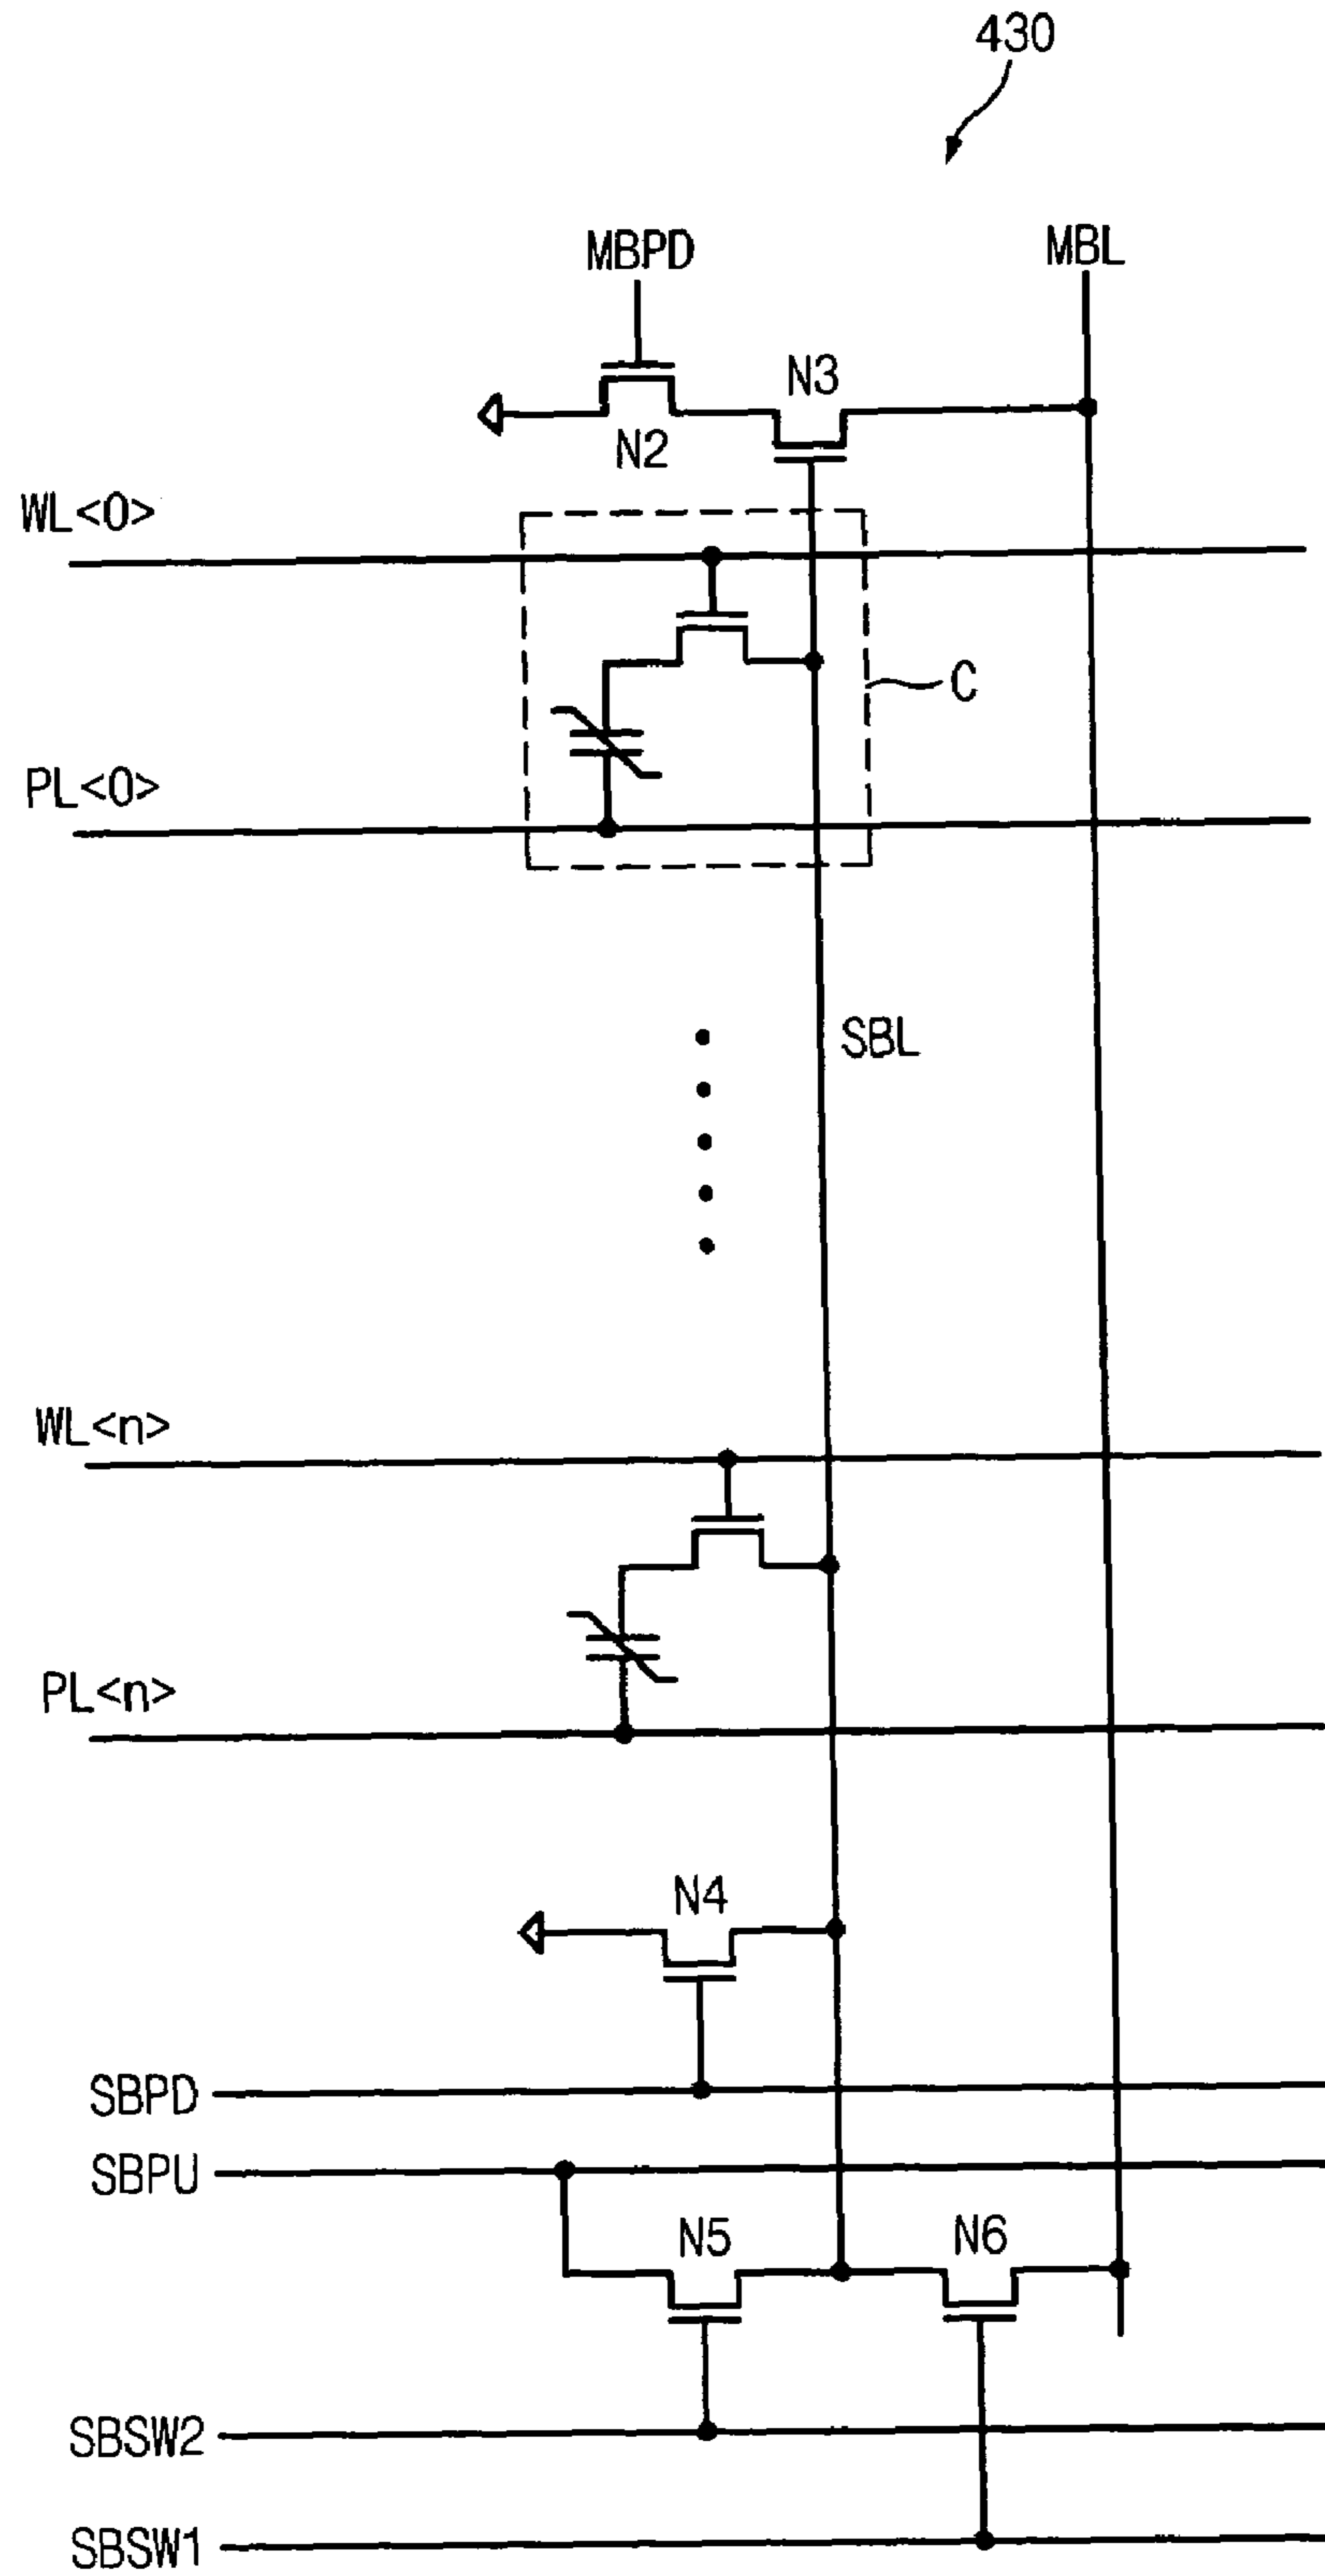 430
MBPD
MBL
N3
N2
WL<0>
C
PL<0>
SBL
WL<n>
PL<n>
N4
SBPD
SBPU
N5
N6
SBSW2
SBSW1